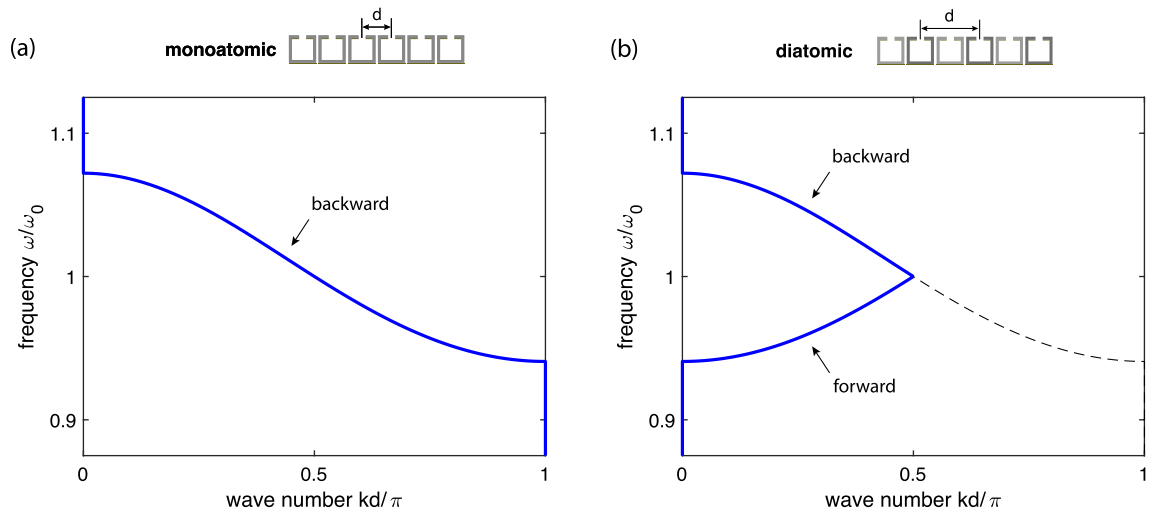 (a)
monoatomic
d
1.1
1
0.9
frequency ω/ω₀
backward
0
0.5
1
wave number kd/π
(b)
diatomic
d
1.1
1
0.9
frequency ω/ω₀
backward
forward
0
0.5
1
wave number kd/π